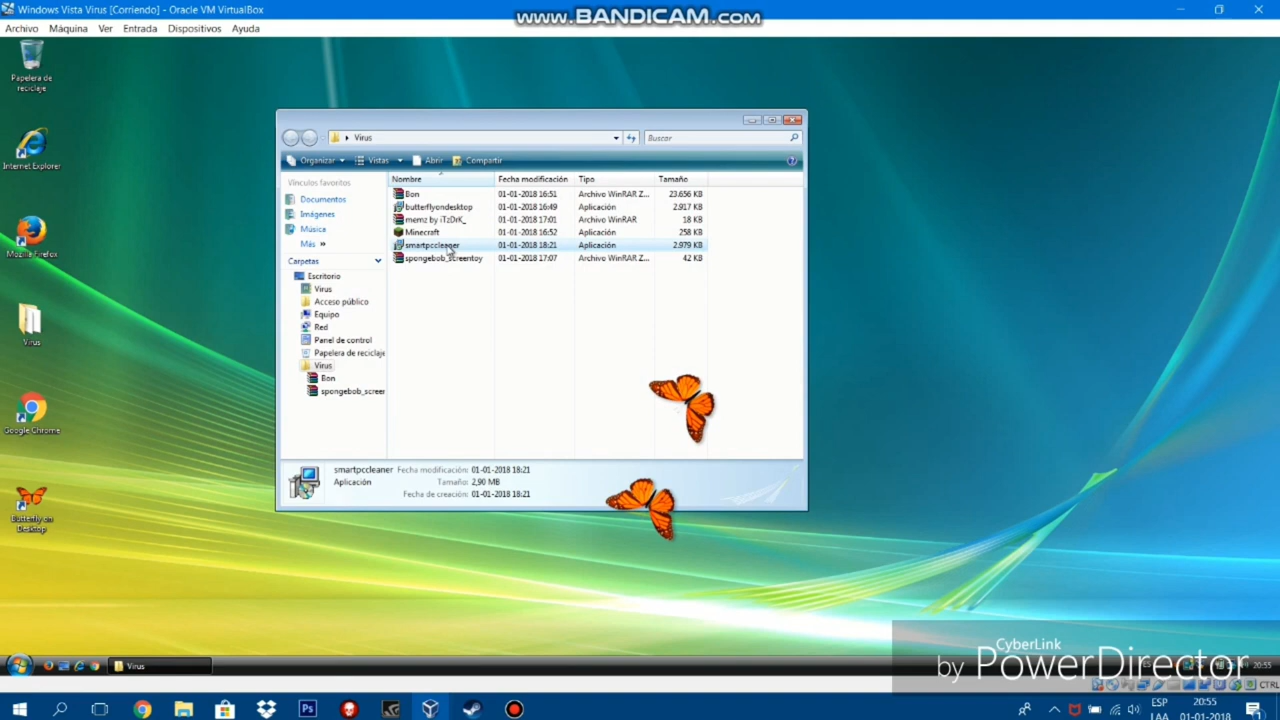 Windows Vista Virus [Corriendo] - Oracle VM VirtualBox
www.BANDICAM.com
Archivo Máquina Ver Entrada Dispositivos Ayuda
Papelera de reciclaje
Internet Explorer
Mozilla Firefox
Virus
Google Chrome
Butterfly on Desktop
Virus
Buscar
Organizar Vistas Abrir Compartir
Vínculos favoritos
Documentos
Imágenes
Música
Más »
Carpetas
Escritorio
Virus
Acceso público
Equipo
Red
Panel de control
Papelera de reciclaje
Virus
Bon
spongebob_screer
Nombre Fecha modificación Tipo Tamaño
Bon 01-01-2018 16:51 Archivo WinRAR Z... 23.656 KB
butterflyondesktop 01-01-2018 16:49 Aplicación 2.917 KB
memz by iTzDrK_ 01-01-2018 17:01 Archivo WinRAR 18 KB
Minecraft 01-01-2018 16:52 Aplicación 258 KB
smartpccleaner 01-01-2018 18:21 Aplicación 2.979 KB
spongebob_screentoy 01-01-2018 17:07 Archivo WinRAR Z... 42 KB
smartpccleaner Fecha modificación: 01-01-2018 18:21
Aplicación Tamaño: 2,90 MB
Fecha de creación: 01-01-2018 18:21
Virus
20:55
CyberLink
by PowerDirector
CTRL
Ps
ESP
LAA
20:55
01-01-2018